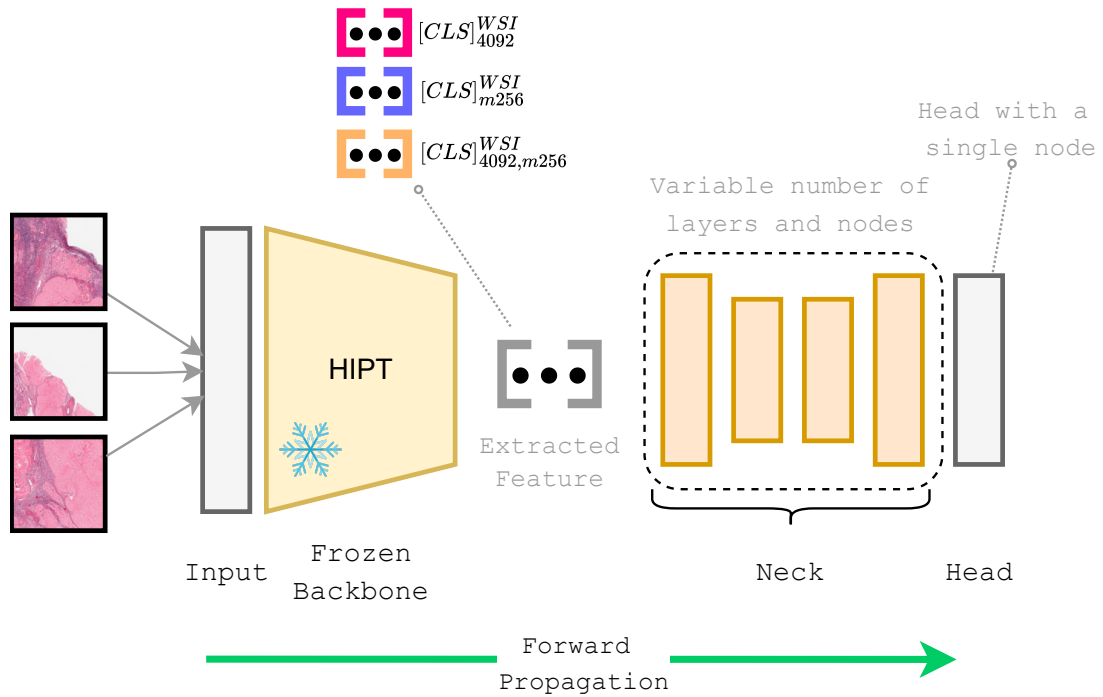 [CLS]^{WSI}_{4092}
[CLS]^{WSI}_{m256}
[CLS]^{WSI}_{4092,m256}
Head with a
single node
Variable number of
layers and nodes
HIPT
Extracted
Feature
Input
Frozen
Backbone
Neck
Head
Forward
Propagation